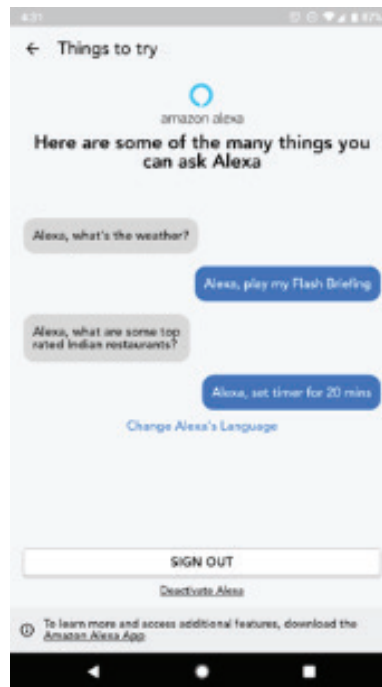 4:31
Things to try
amazon alexa
Here are some of the many things you
can ask Alexa
Alexa, what's the weather?
Alexa, play my Flash Briefing
Alexa, what are some top
rated Indian restaurants?
Alexa, set timer for 20 mins
Change Alexa's Language
SIGN OUT
Deactivate Alexa
To learn more and access additional features, download the
Amazon Alexa App